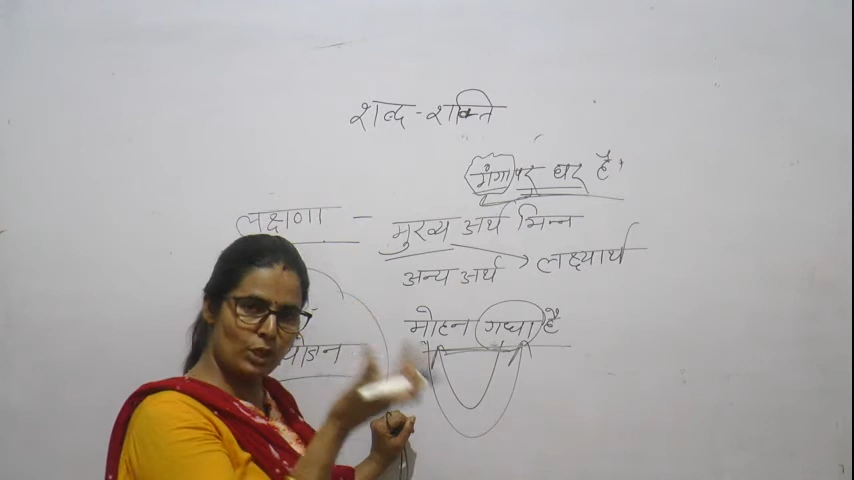 शब्द - शक्ति
गंगा पर घर है।
लक्षणा - मुख्य अर्थ भिन्न
अन्य अर्थ → लक्ष्यार्थ
मोहन गधा है